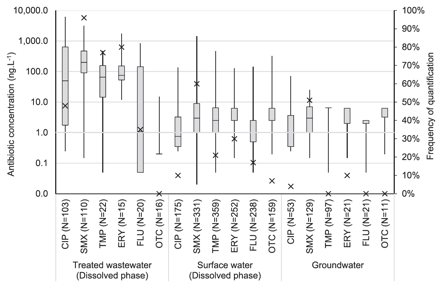 Antibiotic concentration (ng.L-1)
10,000.0
1,000.0
100.0
10.0
1.0
0.1
0.0
100%
90%
80%
70%
60%
50%
40%
30%
20%
10%
0%
Frequency of quantification
CIP (N=103)
SMX (N=110)
TMP (N=22)
ERY (N=15)
FLU (N=20)
OTC (N=16)
CIP (N=175)
SMX (N=331)
TMP (N=359)
ERY (N=252)
FLU (N=238)
OTC (N=159)
CIP (N=53)
SMX (N=129)
TMP (N=97)
ERY (N=21)
FLU (N=21)
OTC (N=11)
Treated wastewater
(Dissolved phase)
Surface water
(Dissolved phase)
Groundwater